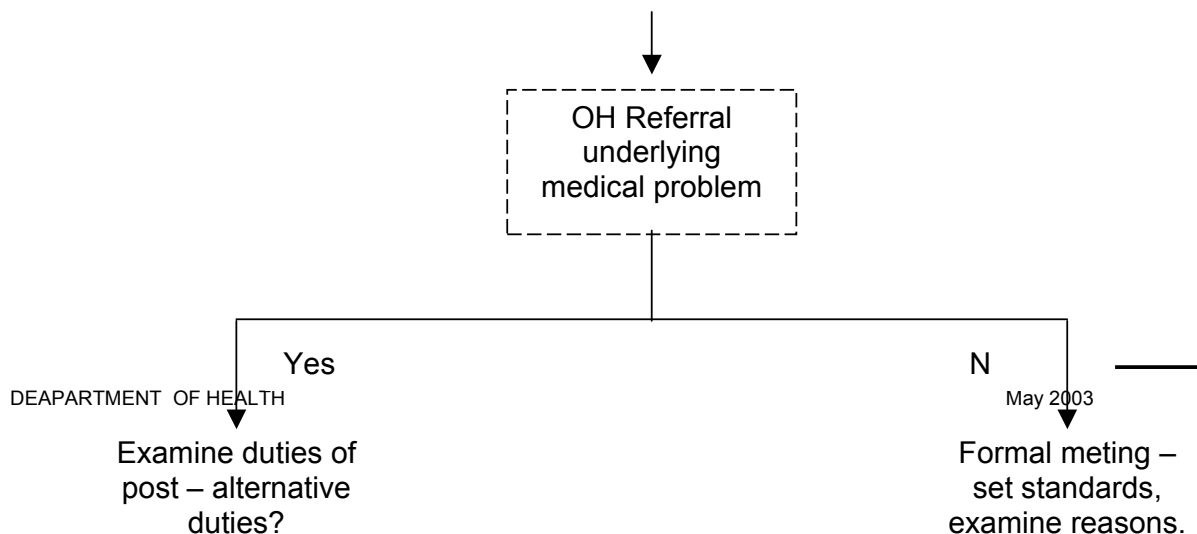 OH Referral
underlying
medical problem
Yes
N
DEAPARTMENT OF HEALTH
May 2003
Examine duties of
post – alternative
duties?
Formal meting –
set standards,
examine reasons.